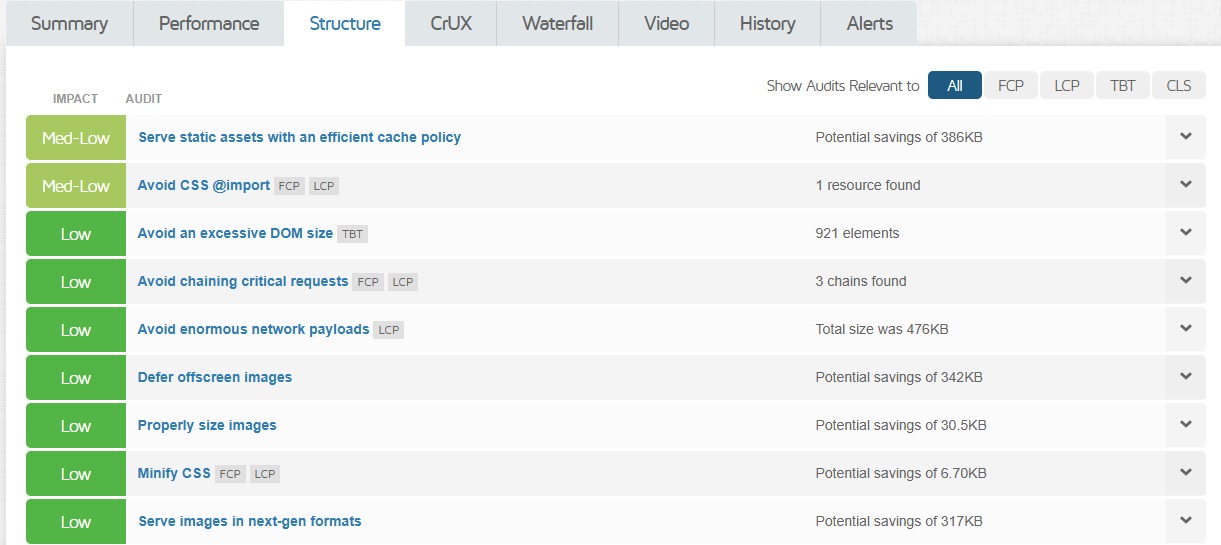 Summary Performance Structure CrUX Waterfall Video History Alerts
Show Audits Relevant to All FCP LCP TBT CLS
IMPACT AUDIT
Med-Low Serve static assets with an efficient cache policy Potential savings of 386KB
Med-Low Avoid CSS @import FCP LCP 1 resource found
Low Avoid an excessive DOM size TBT 921 elements
Low Avoid chaining critical requests FCP LCP 3 chains found
Low Avoid enormous network payloads LCP Total size was 476KB
Low Defer offscreen images Potential savings of 342KB
Low Properly size images Potential savings of 30.5KB
Low Minify CSS FCP LCP Potential savings of 6.70KB
Low Serve images in next-gen formats Potential savings of 317KB